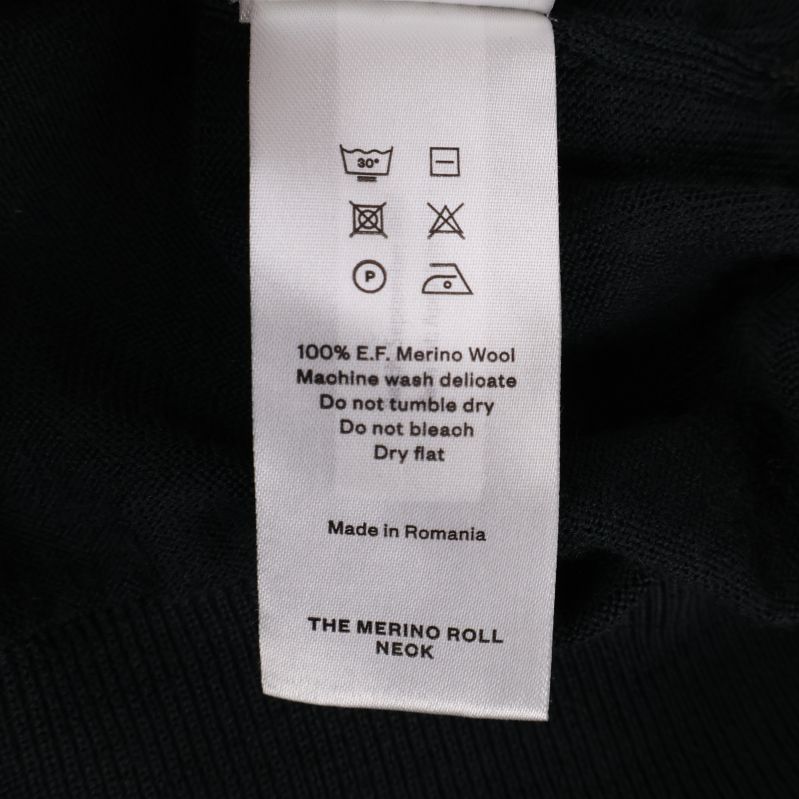 30°
P
100% E.F. Merino Wool
Machine wash delicate
Do not tumble dry
Do not bleach
Dry flat
Made in Romania
THE MERINO ROLL
NECK